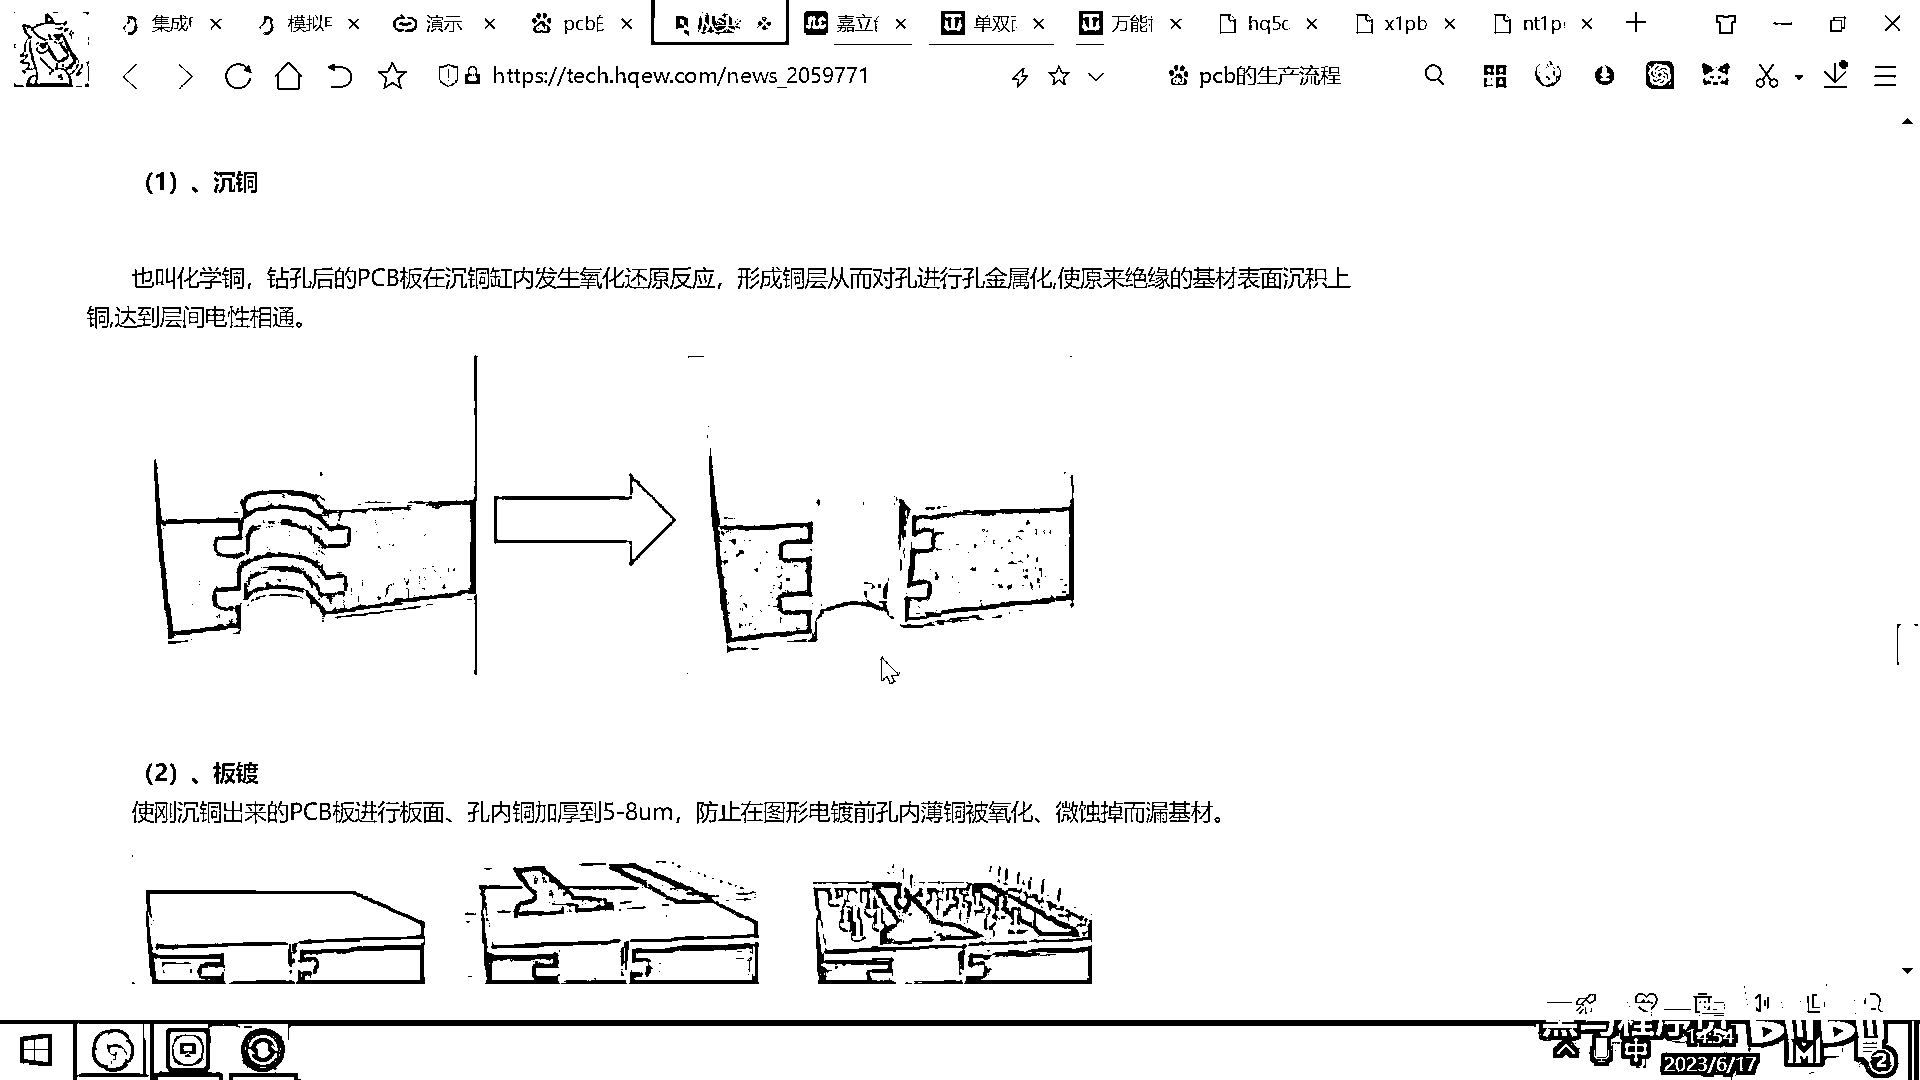 集成 模拟 演示 pcb 嘉立 单双 万能 hq5c x1pb nt1p
https://tech.hqew.com/news_2059771 pcb的生产流程
（1）、沉铜
也叫化学铜，钻孔后的PCB板在沉铜缸内发生氧化还原反应，形成铜层从而对孔进行孔金属化,使原来绝缘的基材表面沉积上
铜,达到层间电性相通。
（2）、板镀
使刚沉铜出来的PCB板进行板面、孔内铜加厚到5-8um，防止在图形电镀前孔内薄铜被氧化、微蚀掉而漏基材。
中 14:54
2023/6/17 2